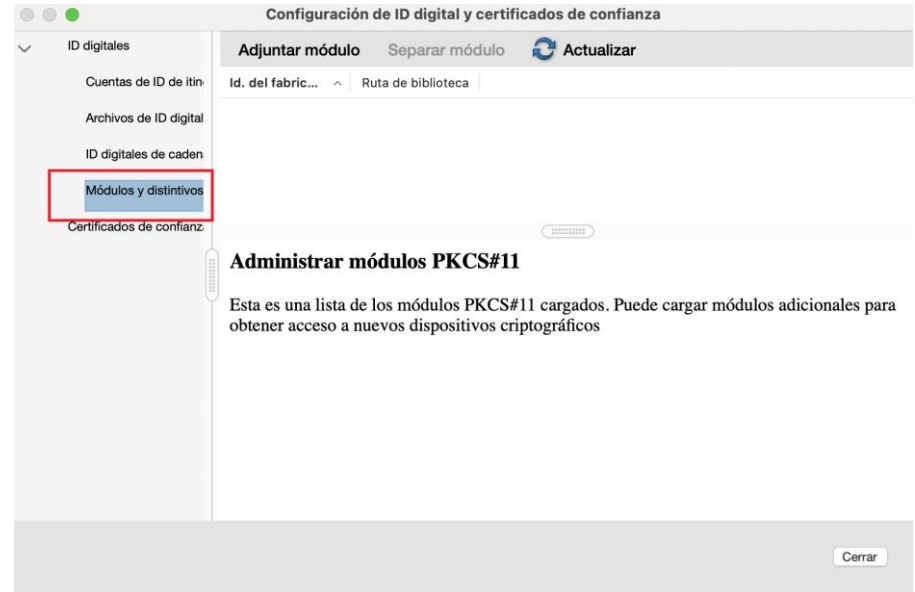 Configuración de ID digital y certificados de confianza
ID digitales
Cuentas de ID de itin
Archivos de ID digital
ID digitales de caden
Módulos y distintivos
Certificados de confianz
Adjuntar módulo Separar módulo Actualizar
Id. del fabric... Ruta de biblioteca
Administrar módulos PKCS#11
Esta es una lista de los módulos PKCS#11 cargados. Puede cargar módulos adicionales para
obtener acceso a nuevos dispositivos criptográficos
Cerrar